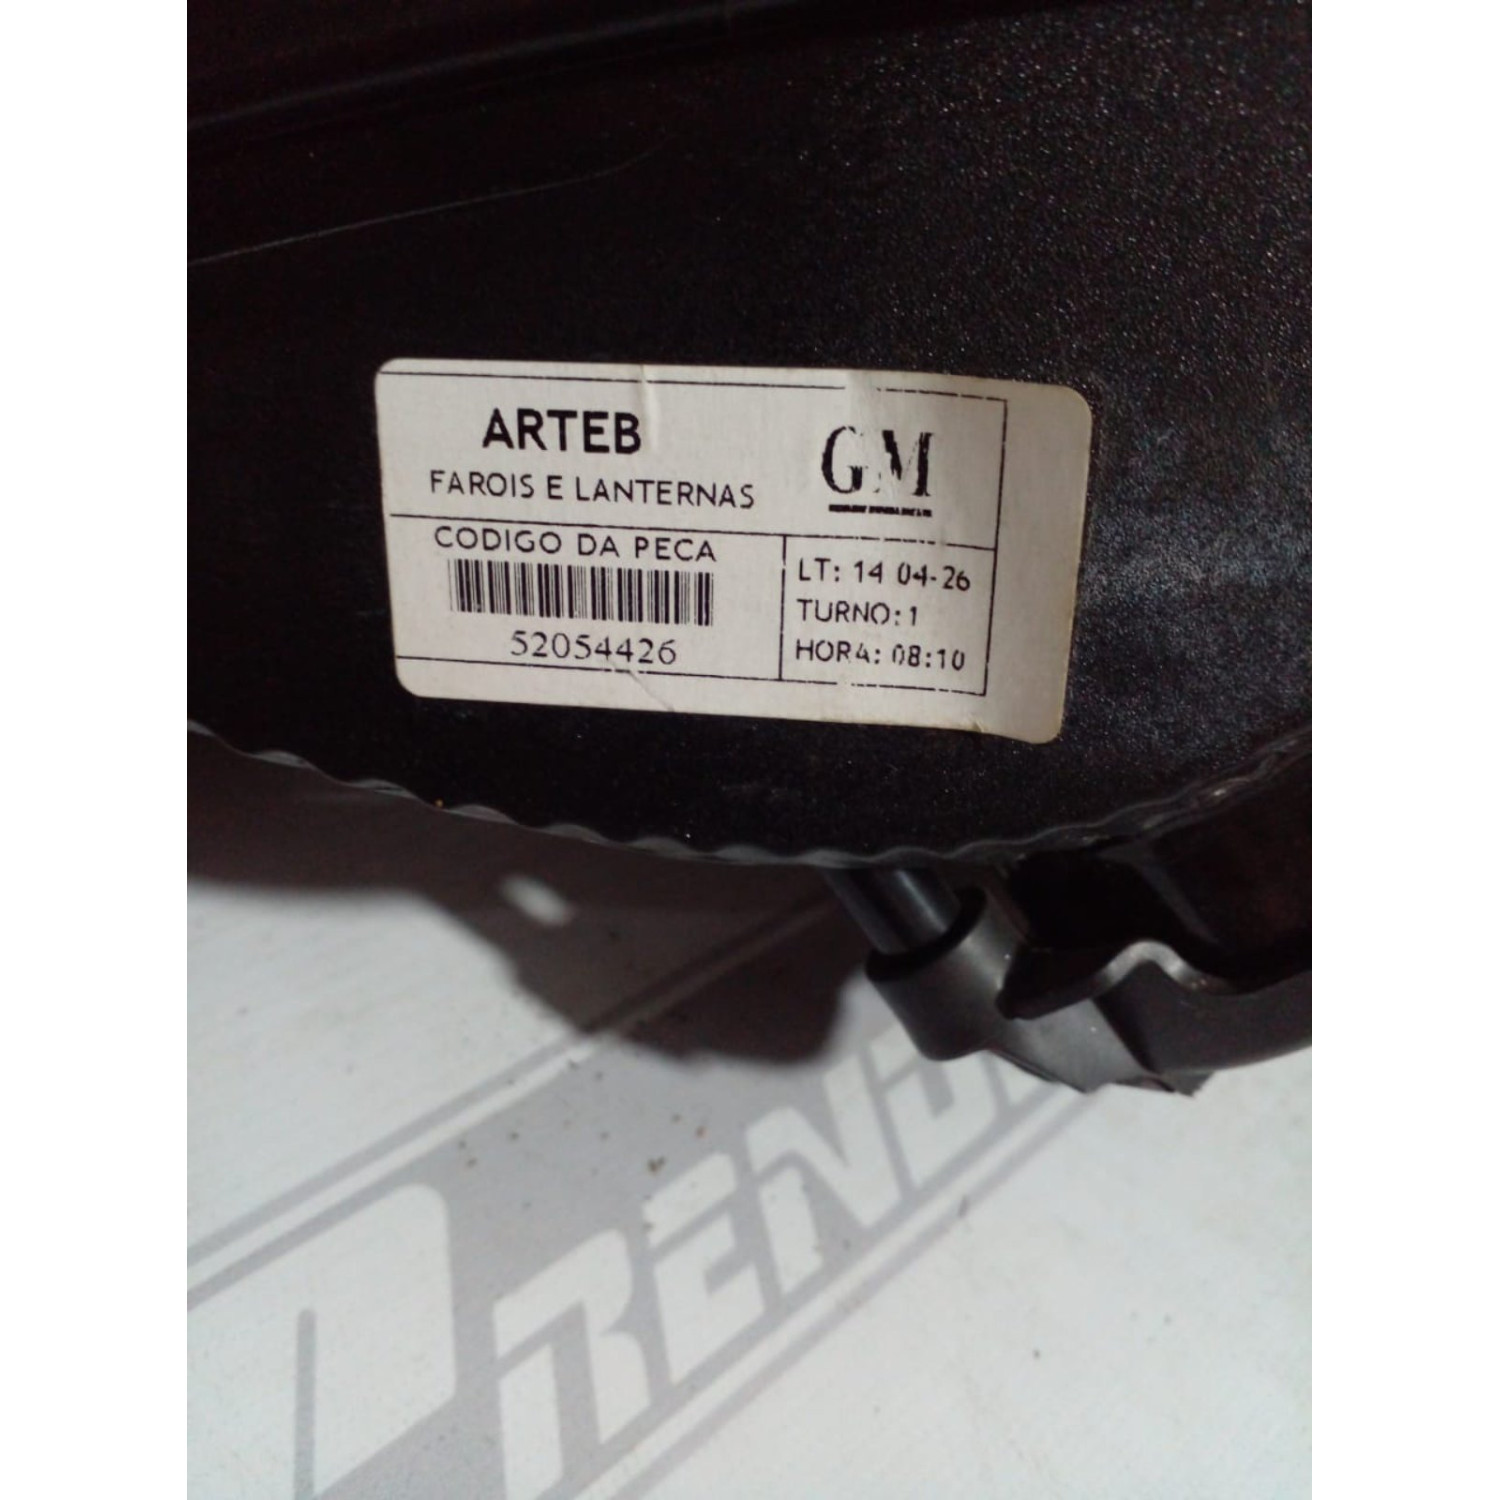 ARTEB
FAROIS E LANTERNAS
GM
CODIGO DA PECA
52054426
LT: 14 04-26
TURNO: 1
HORA: 08:10